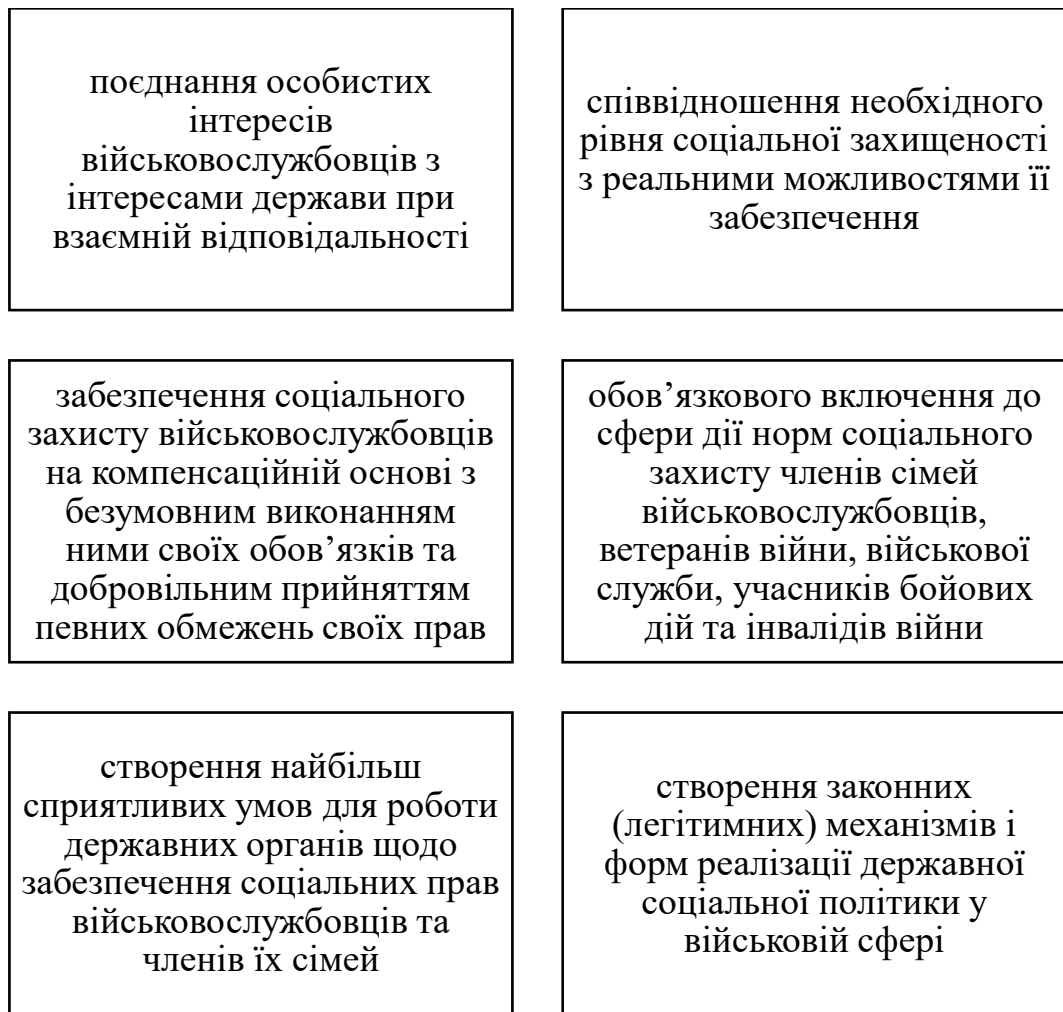 поєднання особистих
інтересів
військовослужбовців з
інтересами держави при
взаємній відповідальності
співвідношення необхідного
рівня соціальної захищеності
з реальними можливостями її
забезпечення
забезпечення соціального
захисту військовослужбовців
на компенсаційній основі з
безумовним виконанням
ними своїх обов’язків та
добровільним прийняттям
певних обмежень своїх прав
обов’язкового включення до
сфери дії норм соціального
захисту членів сімей
військовослужбовців,
ветеранів війни, військової
служби, учасників бойових
дій та інвалідів війни
створення найбільш
сприятливих умов для роботи
державних органів щодо
забезпечення соціальних прав
військовослужбовців та
членів їх сімей
створення законних
(легітимних) механізмів і
форм реалізації державної
соціальної політики у
військовій сфері